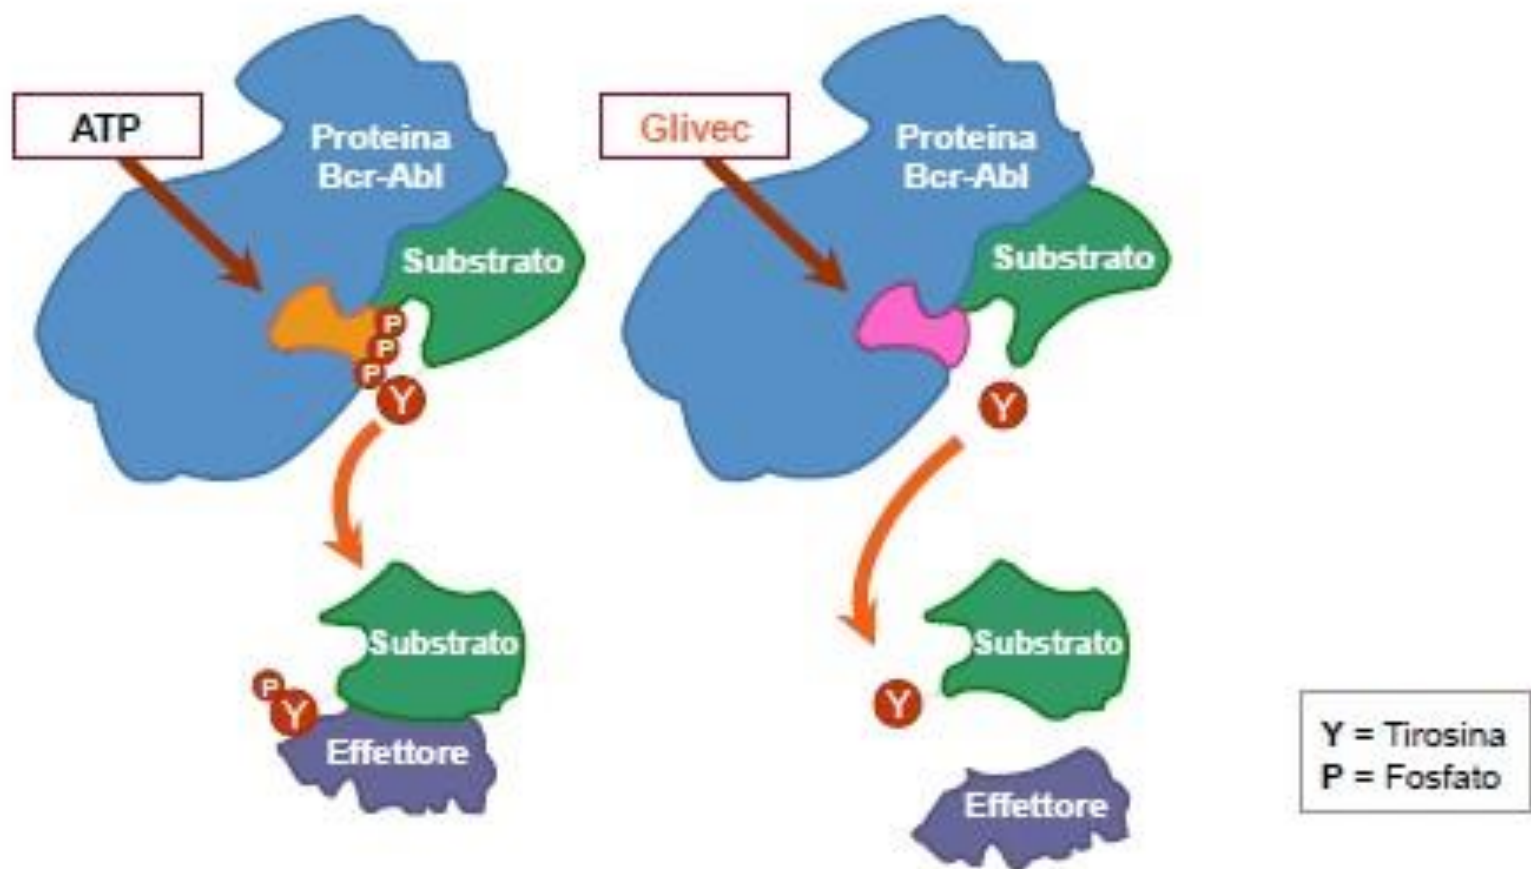 ATP
Proteina
Bcr-Abl
Substrato
P
P
P
Y
Substrato
P
Y
Effettore
Glivec
Proteina
Bcr-Abl
Substrato
Y
Substrato
Y
Effettore
Y = Tirosina
P = Fosfato